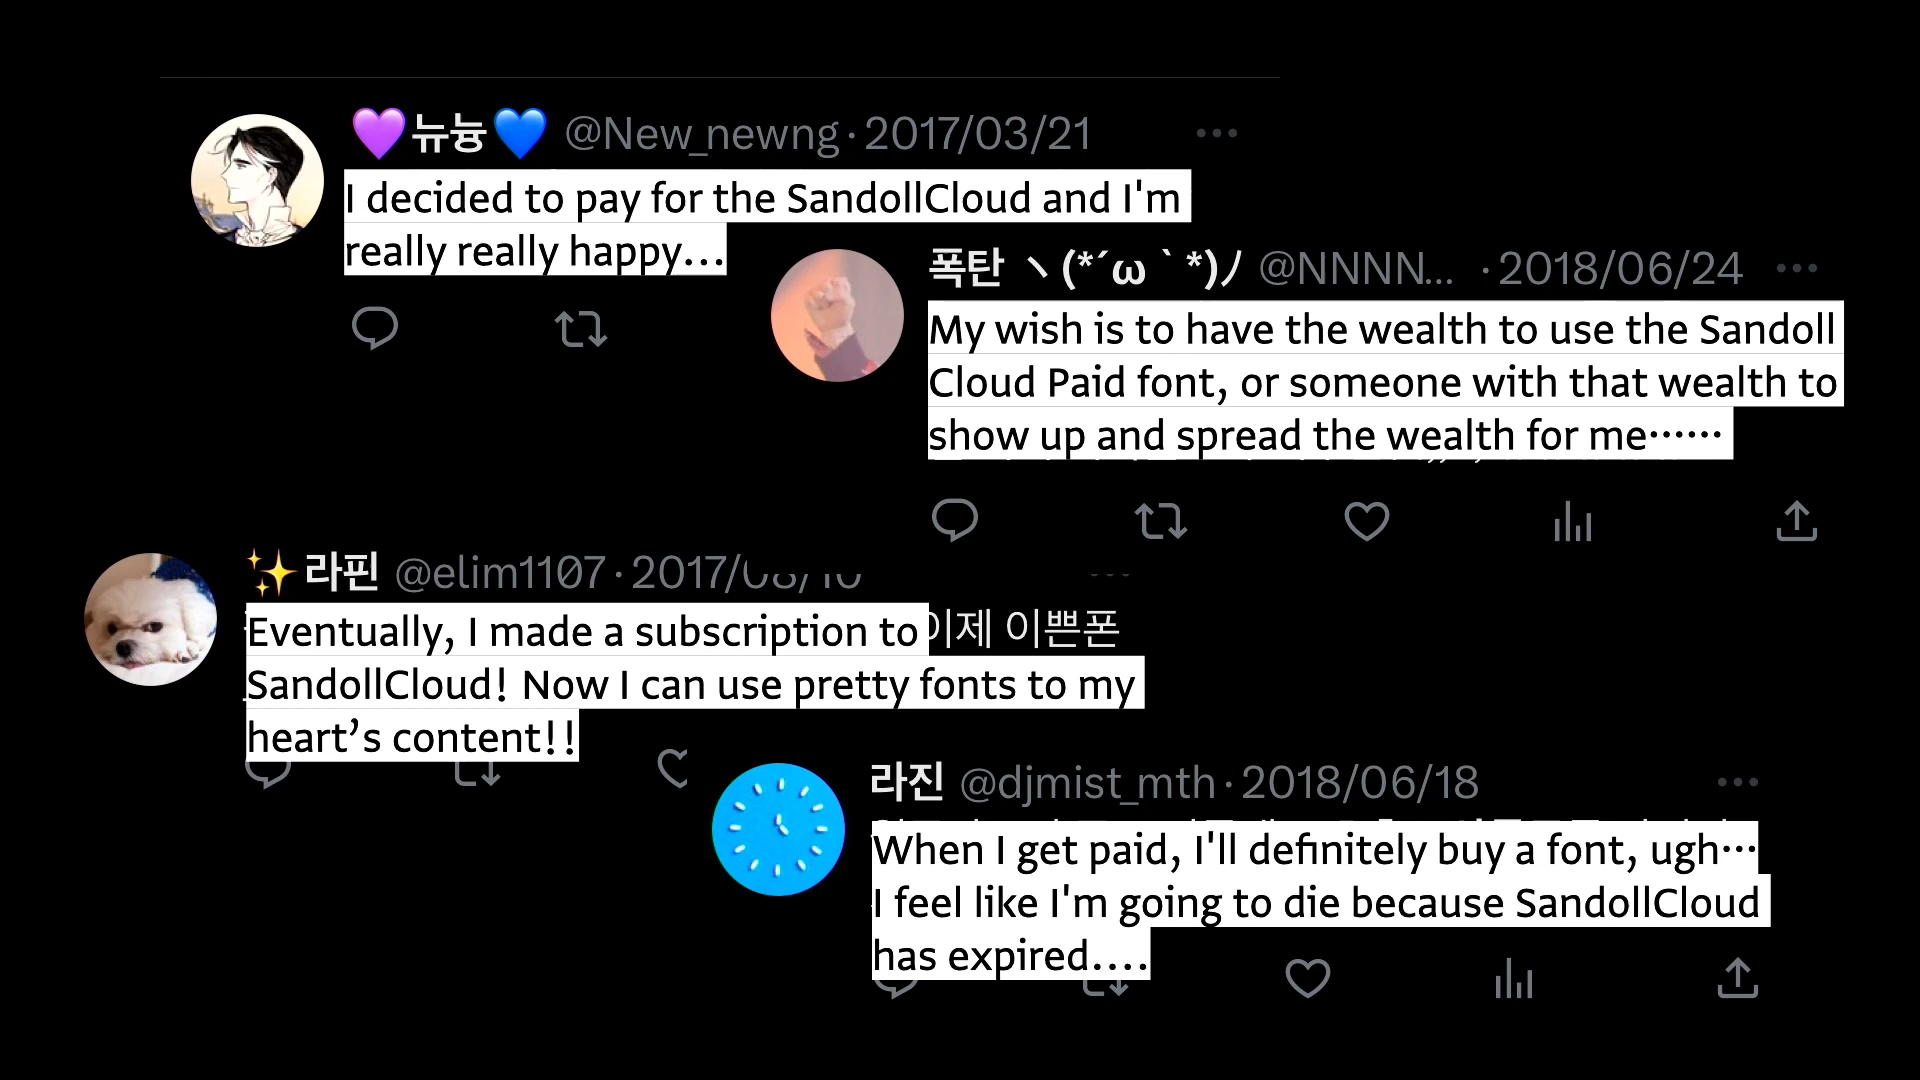 💜뉴늉💙 @New_newng · 2017/03/21
I decided to pay for the SandollCloud and I'm
really really happy...
폭탄 ヽ(*´ω｀*)ﾉ @NNNN... · 2018/06/24
My wish is to have the wealth to use the Sandoll
Cloud Paid font, or someone with that wealth to
show up and spread the wealth for me⋯⋯
✨라핀 @elim1107 · 2017/08/10
Eventually, I made a subscription to
이제 이쁜폰
SandollCloud! Now I can use pretty fonts to my
heart’s content!!
라진 @djmist_mth · 2018/06/18
When I get paid, I'll definitely buy a font, ugh⋯
I feel like I'm going to die because SandollCloud
has expired....